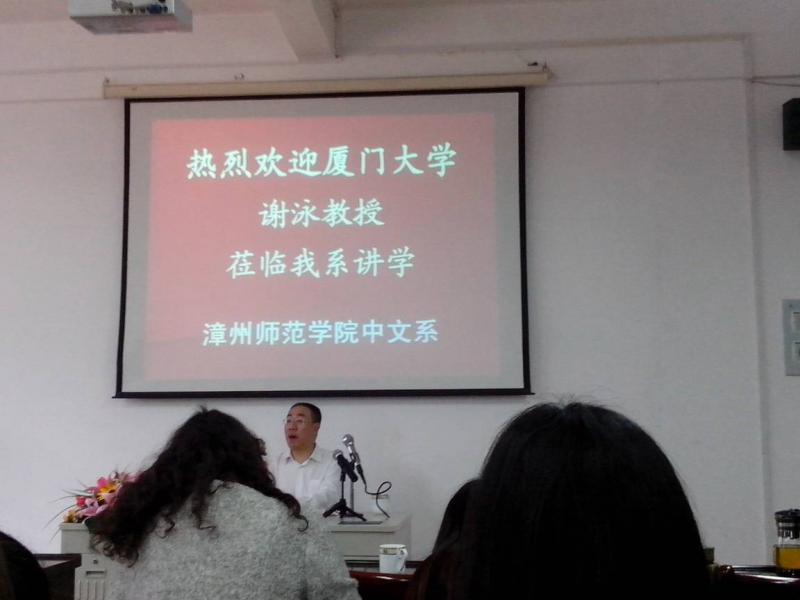 热烈欢迎厦门大学
谢泳教授
莅临我系讲学
漳州师范学院中文系